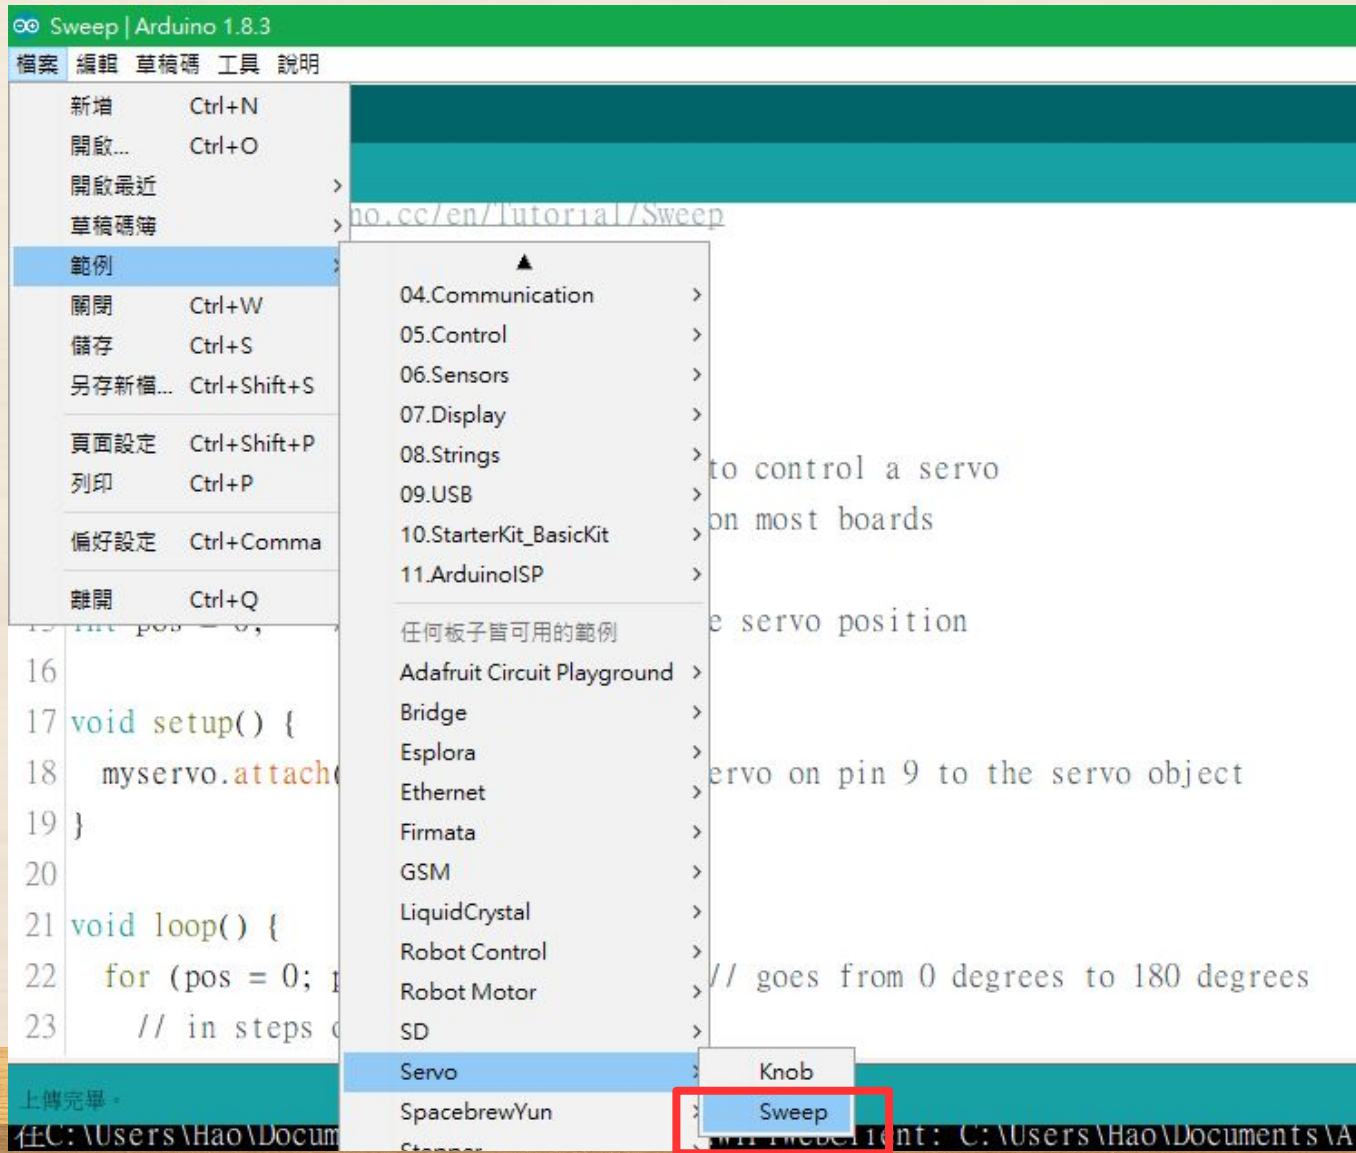 Sweep | Arduino 1.8.3
檔案 編輯 草稿碼 工具 說明
新增 Ctrl+N
開啟... Ctrl+O
開啟最近
草稿碼簿
範例
關閉 Ctrl+W
儲存 Ctrl+S
另存新檔... Ctrl+Shift+S
頁面設定 Ctrl+Shift+P
列印 Ctrl+P
偏好設定 Ctrl+Comma
離開 Ctrl+Q
04.Communication
05.Control
06.Sensors
07.Display
08.Strings
09.USB
10.StarterKit_BasicKit
11.ArduinoISP
任何板子皆可用的範例
Adafruit Circuit Playground
Bridge
Esplora
Ethernet
Firmata
GSM
LiquidCrystal
Robot Control
Robot Motor
SD
Servo
SpacebrewYun
Stepper
Knob
Sweep
no.cc/en/Tutorial/Sweep
to control a servo
on most boards
15 int pos = 0; e servo position
16
17 void setup() {
18 myservo.attach( ervo on pin 9 to the servo object
19 }
20
21 void loop() {
22 for (pos = 0; p // goes from 0 degrees to 180 degrees
23 // in steps o
上傳完畢。
在C:\Users\Hao\Docum ent: C:\Users\Hao\Documents\A